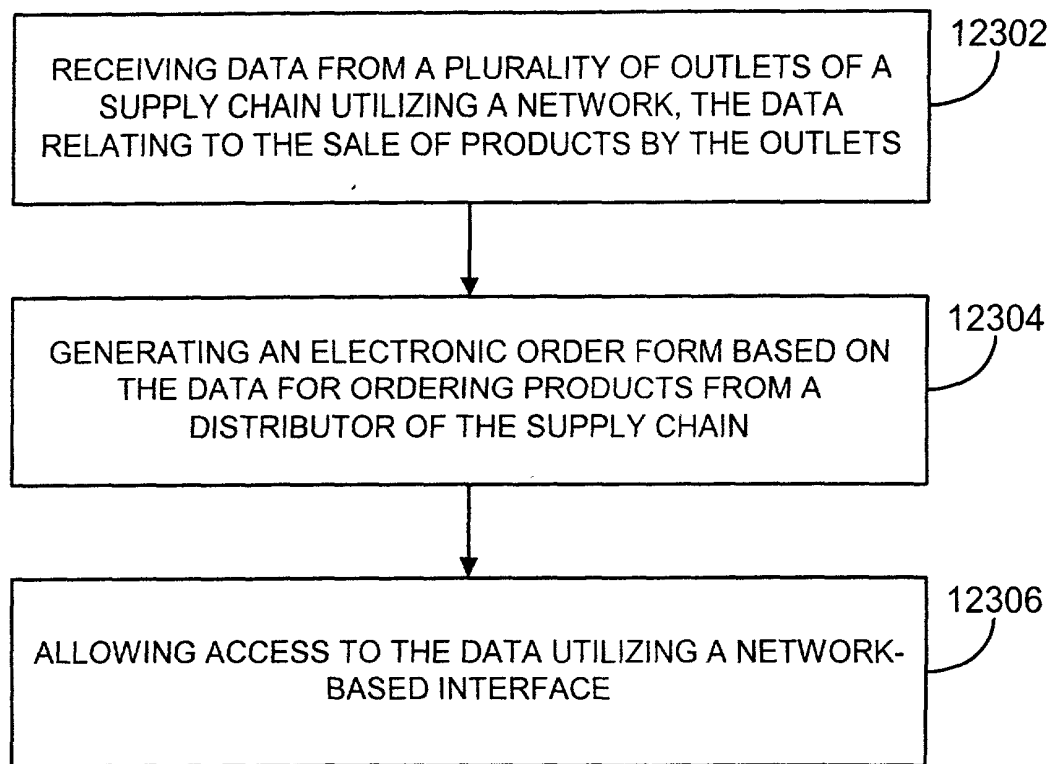 12302
RECEIVING DATA FROM A PLURALITY OF OUTLETS OF A
SUPPLY CHAIN UTILIZING A NETWORK, THE DATA
RELATING TO THE SALE OF PRODUCTS BY THE OUTLETS
12304
GENERATING AN ELECTRONIC ORDER FORM BASED ON
THE DATA FOR ORDERING PRODUCTS FROM A
DISTRIBUTOR OF THE SUPPLY CHAIN
12306
ALLOWING ACCESS TO THE DATA UTILIZING A NETWORK-
BASED INTERFACE